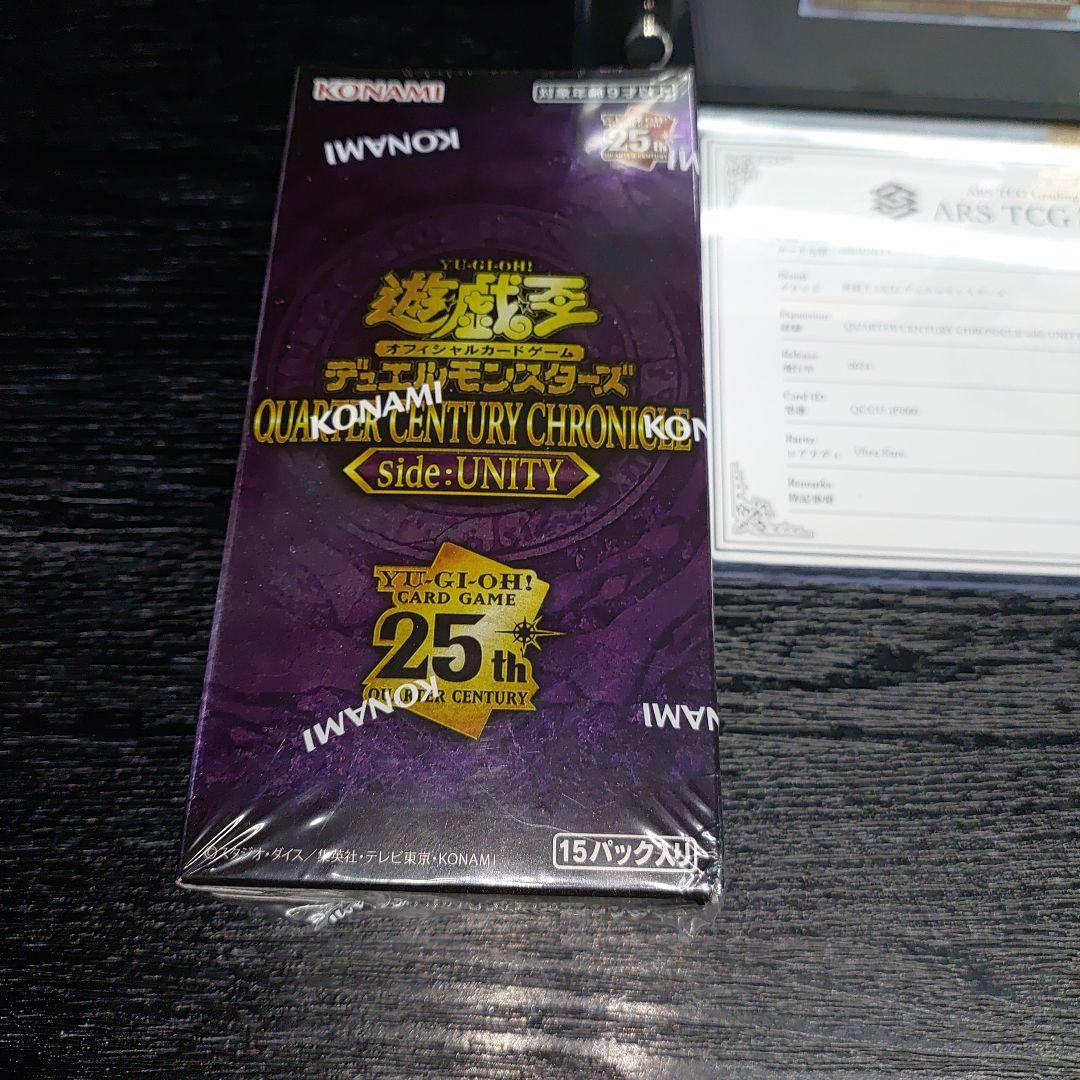 KONAMI
対象年齢9才以上
KONAMI
25th
YU-GI-OH!
遊☆戯☆王
オフィシャルカードゲーム
デュエルモンスターズ
KONAMI
QUARTER CENTURY CHRONICLE
side:UNITY
YU-GI-OH!
CARD GAME
25th
QUARTER CENTURY
KONAMI
KONAMI
©スタジオ・ダイス/集英社・テレビ東京・KONAMI
15パック入り
ARS TCG Grading
ARS TCG
Brand:
Expansion:
QUARTER CENTURY CHRONICLE side:UNITY
Release:
発行年
2024
Card ID:
Rarity:
レアリティ
Ultra Rare
Remarks:
特記事項